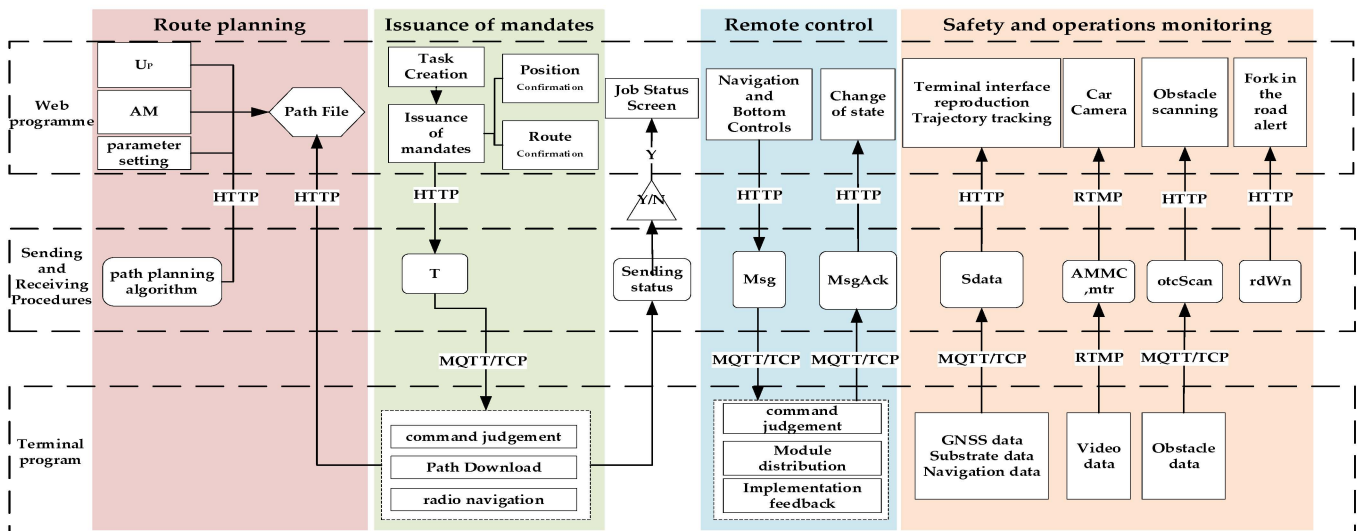 Route planning
Issuance of mandates
Remote control
Safety and operations monitoring
Web
programme
UP
AM
parameter
setting
Path File
Task
Creation
Issuance of
mandates
Position
Confirmation
Route
Confirmation
Job Status
Screen
Navigation
and
Bottom
Controls
Change
of state
Terminal interface
reproduction
Trajectory tracking
Car
Camera
Obstacle
scanning
Fork in
the road
alert
Y
Y/N
HTTP
HTTP
HTTP
HTTP
HTTP
HTTP
RTMP
HTTP
HTTP
Sending
and
Receiving
Procedures
path planning
algorithm
T
Sending
status
Msg
MsgAck
Sdata
AMMC
,mtr
otcScan
rdWn
MQTT/TCP
MQTT/TCP
MQTT/TCP
MQTT/TCP
RTMP
MQTT/TCP
Terminal
program
command judgement
Path Download
radio navigation
command
judgement
Module
distribution
Implementation
feedback
GNSS data
Substrate data
Navigation data
Video
data
Obstacle
data